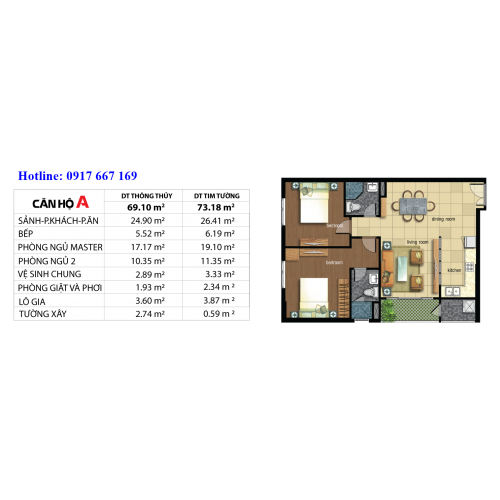 Hotline: 0917 667 169
CĂN HỘ A DT THÔNG THỦY DT TIM TƯỜNG
69.10 m² 73.18 m²
SẢNH-P.KHÁCH-P.ĂN 24.90 m² 26.41 m²
BẾP 5.52 m² 6.19 m²
PHÒNG NGỦ MASTER 17.17 m² 19.10 m²
PHÒNG NGỦ 2 10.35 m² 11.35 m²
VỆ SINH CHUNG 2.89 m² 3.33 m²
PHÒNG GIẶT VÀ PHƠI 1.93 m² 2.34 m ²
LÔ GIA 3.60 m² 3.87 m²
TƯỜNG XÂY 2.74 m² 0.59 m²
bedroom
dining room
living room
bedroom
kitchen